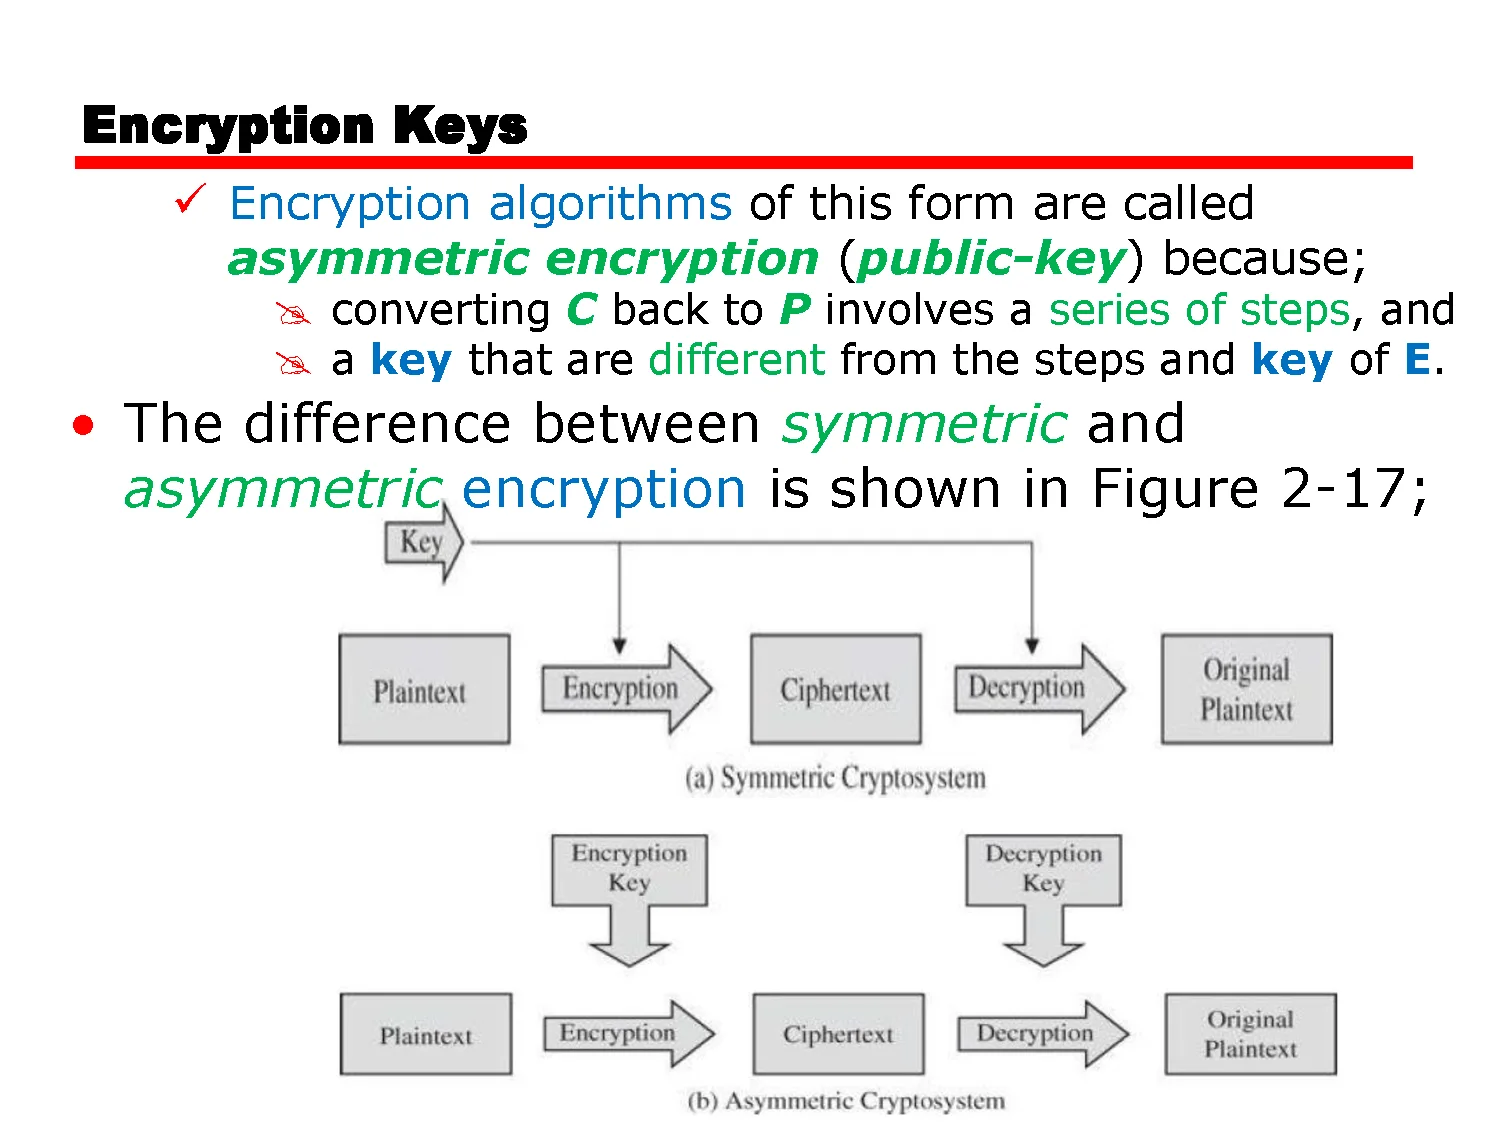 Encryption Keys
✓ Encryption algorithms of this form are called
asymmetric encryption (public-key) because;
converting C back to P involves a series of steps, and
a key that are different from the steps and key of E.
• The difference between symmetric and
asymmetric encryption is shown in Figure 2-17;
Key
Plaintext
Encryption
Ciphertext
Decryption
Original
Plaintext
(a) Symmetric Cryptosystem
Encryption
Key
Decryption
Key
Plaintext
Encryption
Ciphertext
Decryption
Original
Plaintext
(b) Asymmetric Cryptosystem